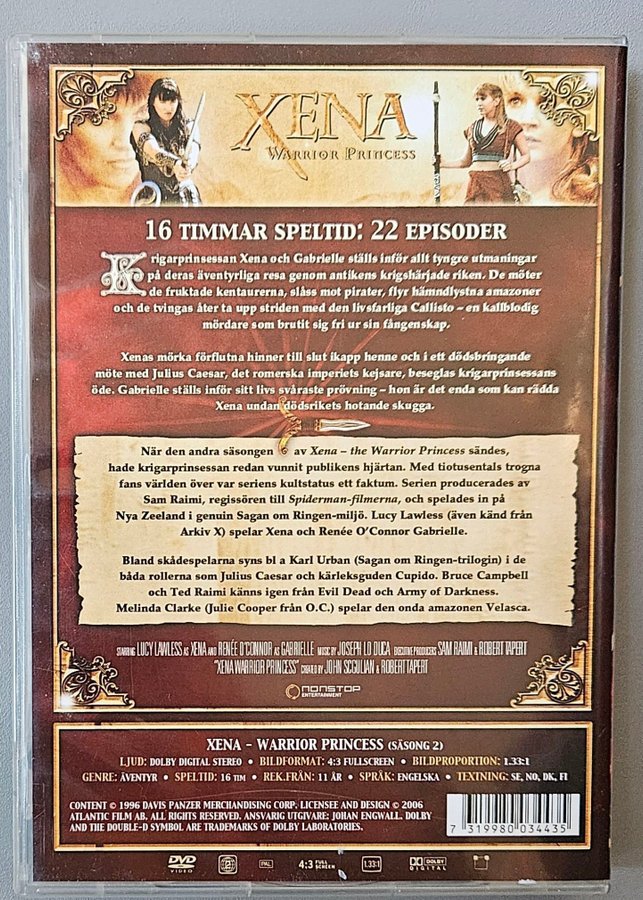 XENA
WARRIOR PRINCESS
16 TIMMAR SPELTID: 22 EPISODER
Krigarprinsessan Xena och Gabrielle ställs inför allt tyngre utmaningar
på deras äventyrliga resa genom antikens krigshärjade riken. De möter
de fruktade kentaurerna, slåss mot pirater, flyr hämndlystna amazoner
och de tvingas åter ta upp striden med den livsfarliga Callisto – en kallblodig
mördare som brutit sig fri ur sin fångenskap.
Xenas mörka förflutna hinner till slut ikapp henne och i ett dödsbringande
möte med Julius Caesar, det romerska imperiets kejsare, beseglas krigarprinsessans
öde. Gabrielle ställs inför sitt livs svåraste prövning – hon är det enda som kan rädda
Xena undan dödsrikets hotande skugga.
När den andra säsongen av Xena – the Warrior Princess sändes,
hade krigarprinsessan redan vunnit publikens hjärtan. Med tiotusentals trogna
fans världen över var seriens kultstatus ett faktum. Serien producerades av
Sam Raimi, regissören till Spiderman-filmerna, och spelades in på
Nya Zeeland i genuin Sagan om Ringen-miljö. Lucy Lawless (även känd från
Arkiv X) spelar Xena och Renée O'Connor Gabrielle.
Bland skådespelarna syns bl a Karl Urban (Sagan om Ringen-trilogin) i de
båda rollerna som Julius Caesar och kärleksguden Cupido. Bruce Campbell
och Ted Raimi känns igen från Evil Dead och Army of Darkness.
Melinda Clarke (Julie Cooper från O.C.) spelar den onda amazonen Velasca.
STARRING LUCY LAWLESS AS XENA AND RENÉE O'CONNOR AS GABRIELLE MUSIC BY JOSEPH LO DUCA EXECUTIVE PRODUCERS SAM RAIMI & ROBERT TAPERT
"XENA WARRIOR PRINCESS" CREATED BY JOHN SCGULIAN & ROBERT TAPERT
NONSTOP
ENTERTAINMENT
XENA – WARRIOR PRINCESS (SÄSONG 2)
LJUD: DOLBY DIGITAL STEREO • BILDFORMAT: 4:3 FULLSCREEN • BILDPROPORTION: 1.33:1
GENRE: ÄVENTYR • SPELTID: 16 TIM • REK.FRÅN: 11 ÅR • SPRÅK: ENGELSKA • TEXTNING: SE, NO, DK, FI
CONTENT © 1996 DAVIS PANZER MERCHANDISING CORP. LICENSEE AND DESIGN © 2006
ATLANTIC FILM AB. ALL RIGHTS RESERVED. ANSVARIG UTGIVARE: JOHAN ENGWALL. DOLBY
AND THE DOUBLE-D SYMBOL ARE TRADEMARKS OF DOLBY LABORATORIES.
7 319980 034435
DVD VIDEO 2 PAL 4:3 FULL SCREEN 1.33:1 DOLBY DIGITAL